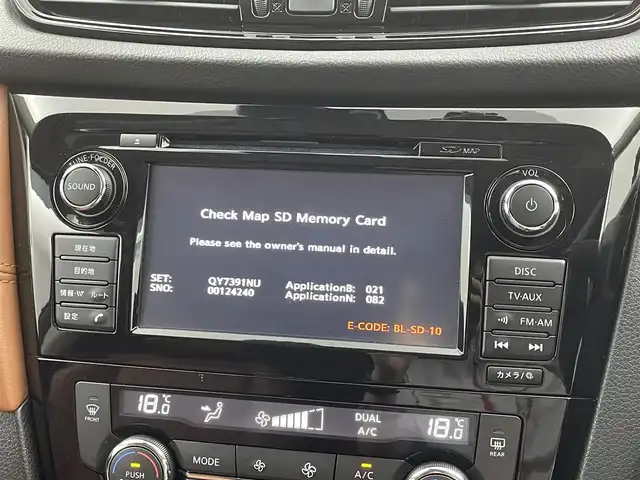 SD MAP
TUNE·FOLDER
SOUND
VOL
Check Map SD Memory Card
Please see the owner's manual in detail.
SET: QY7391NU ApplicationB: 021
SNO: 00124240 ApplicationN: 082
E-CODE: BL-SD-10
現在地
目的地
情報・VV ルート
設定
DISC
TV·AUX
FM·AM
カメラ/
FRONT
18.0°C
DUAL
A/C
18.0°C
REAR
MODE
A/C
PUSH